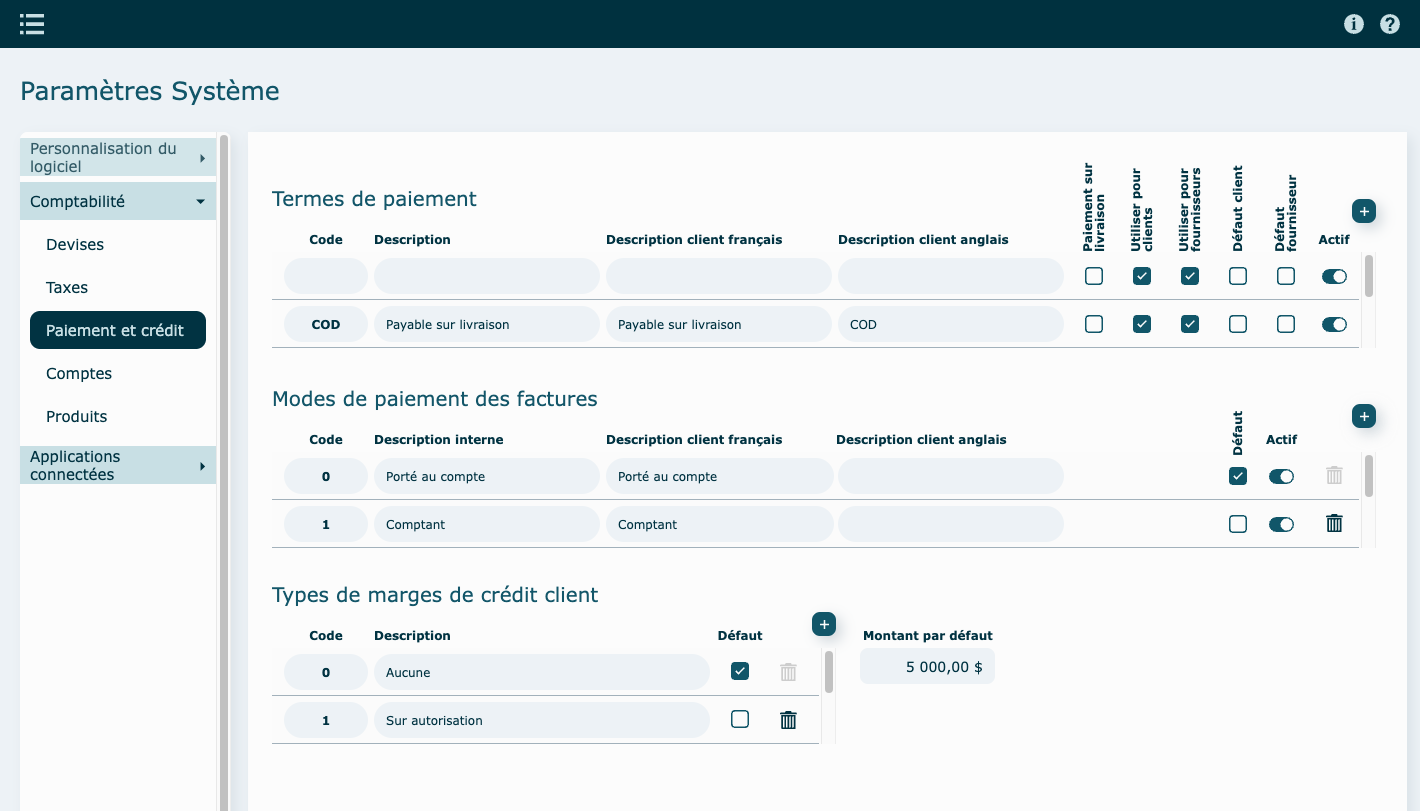 Paramètres Système
Personnalisation du
logiciel
Comptabilité
Devises
Taxes
Paiement et crédit
Comptes
Produits
Applications
connectées
Termes de paiement
Code
Description
Description client français
Description client anglais
Paiement sur
livraison
Utiliser pour
clients
Utiliser pour
fournisseurs
Défaut client
Défaut
fournisseur
Actif
COD
Payable sur livraison
Payable sur livraison
COD
Modes de paiement des factures
Code
Description interne
Description client français
Description client anglais
Défaut
Actif
0
Porté au compte
Porté au compte
1
Comptant
Comptant
Types de marges de crédit client
Code
Description
Défaut
Montant par défaut
0
Aucune
5 000,00 $
1
Sur autorisation